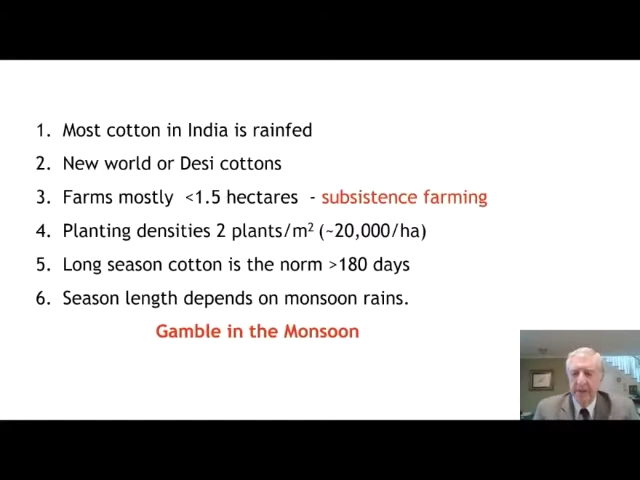 1. Most cotton in India is rainfed
2. New world or Desi cottons
3. Farms mostly <1.5 hectares - subsistence farming
4. Planting densities 2 plants/m² (~20,000/ha)
5. Long season cotton is the norm >180 days
6. Season length depends on monsoon rains.
Gamble in the Monsoon